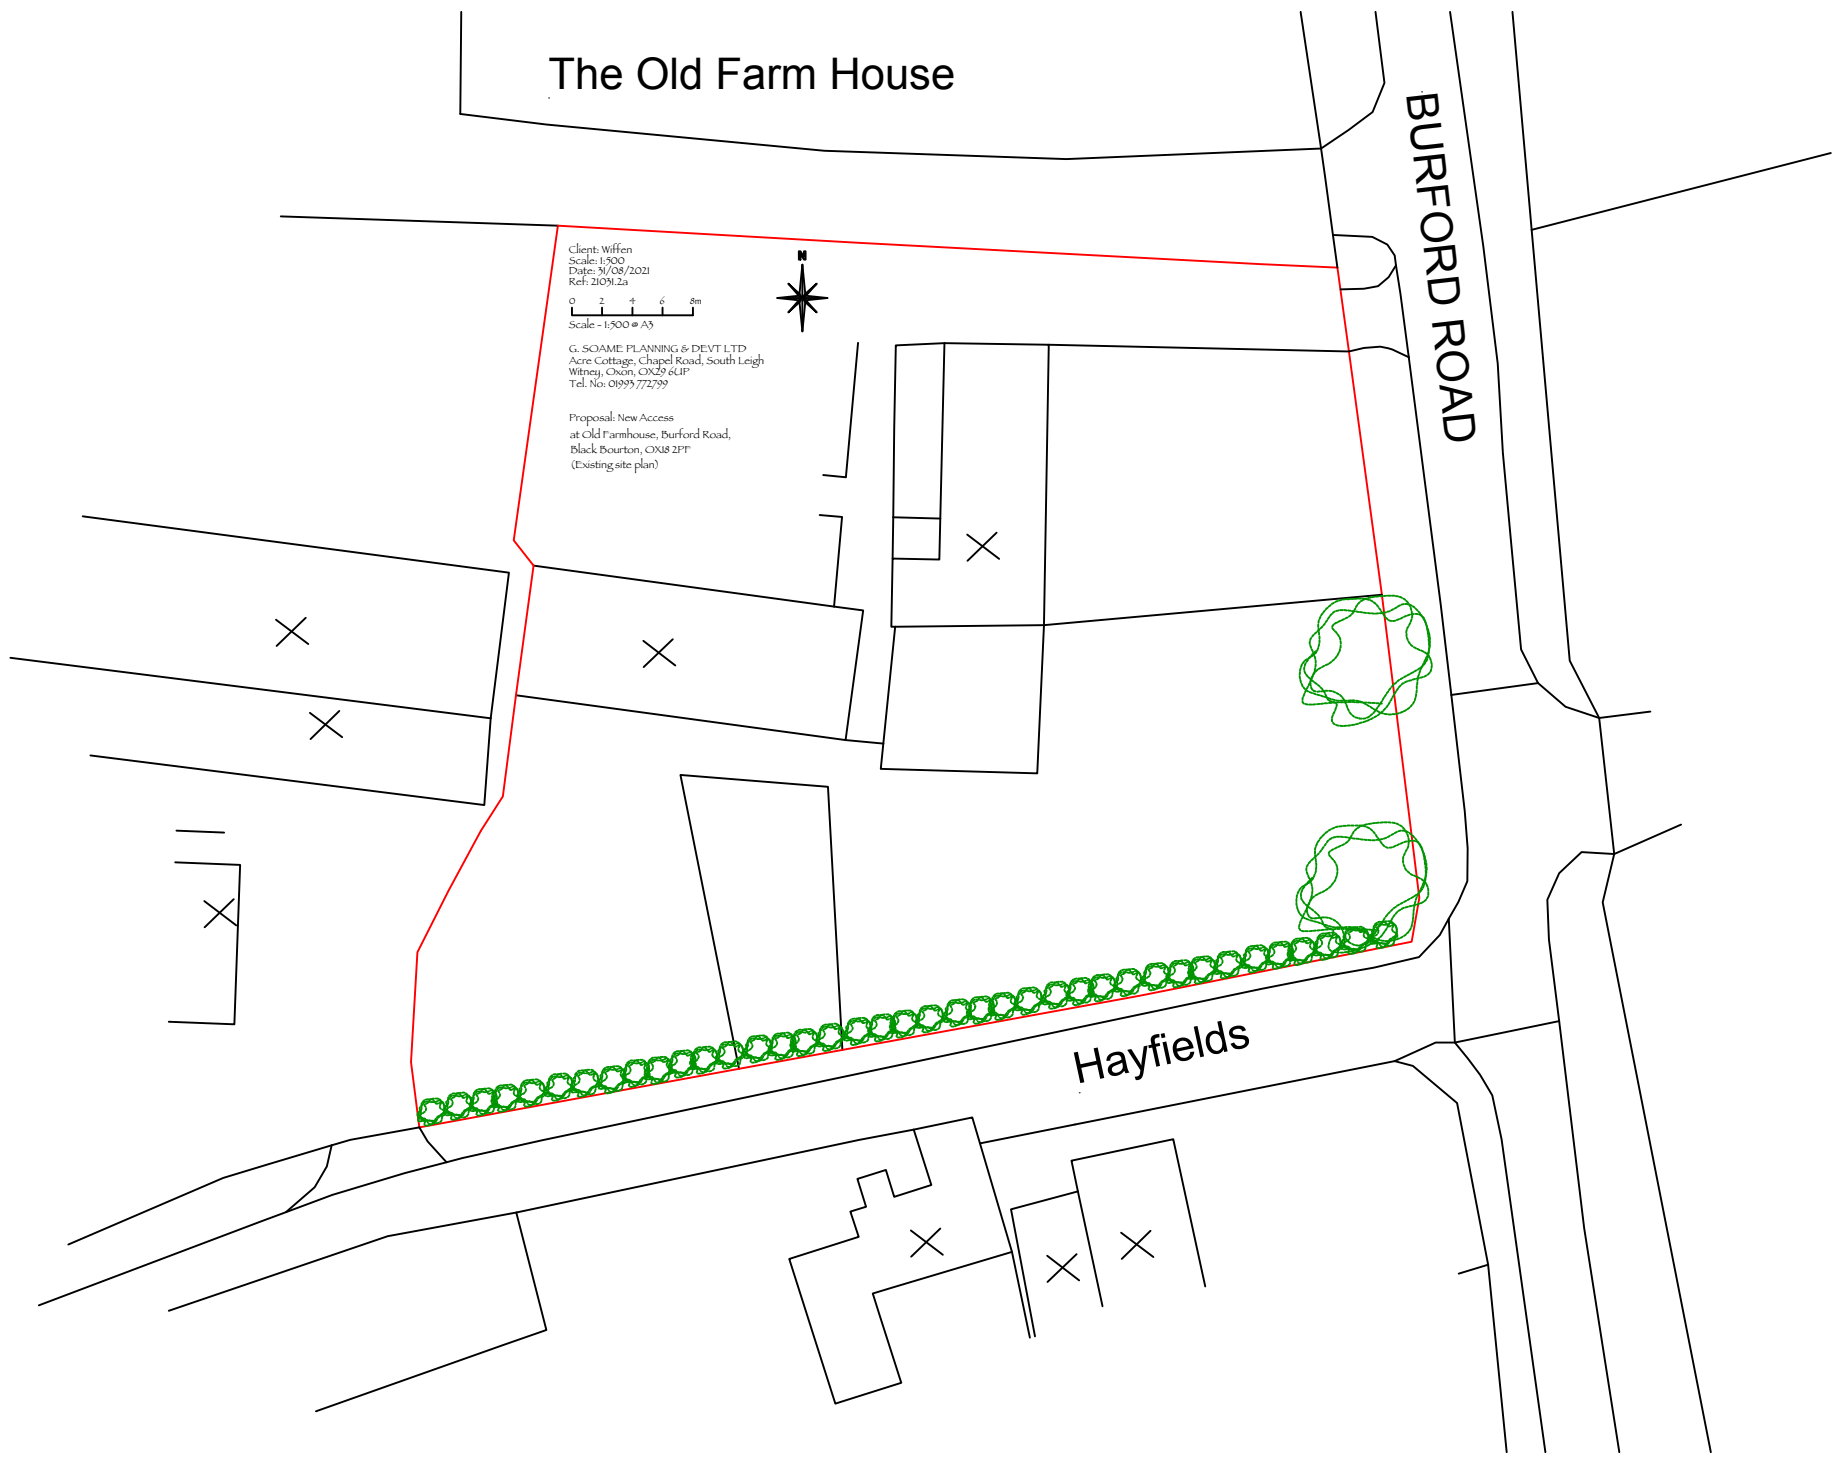 The Old Farm House
BURFORD ROAD
Client: Wiffen
Scale: 1:500
Date: 31/08/2021
Ref: 21031.2a
N
0 2 4 6 8m
Scale - 1:500 @ A3
G. SOAME PLANNING & DEVT LTD
Acre Cottage, Chapel Road, South Leigh
Witney, Oxon, OX29 6UP
Tel. No: 01993 772799
Proposal: New Access
at Old Farmhouse, Burford Road,
Black Bourton, OX18 2PF
(Existing site plan)
Hayfields